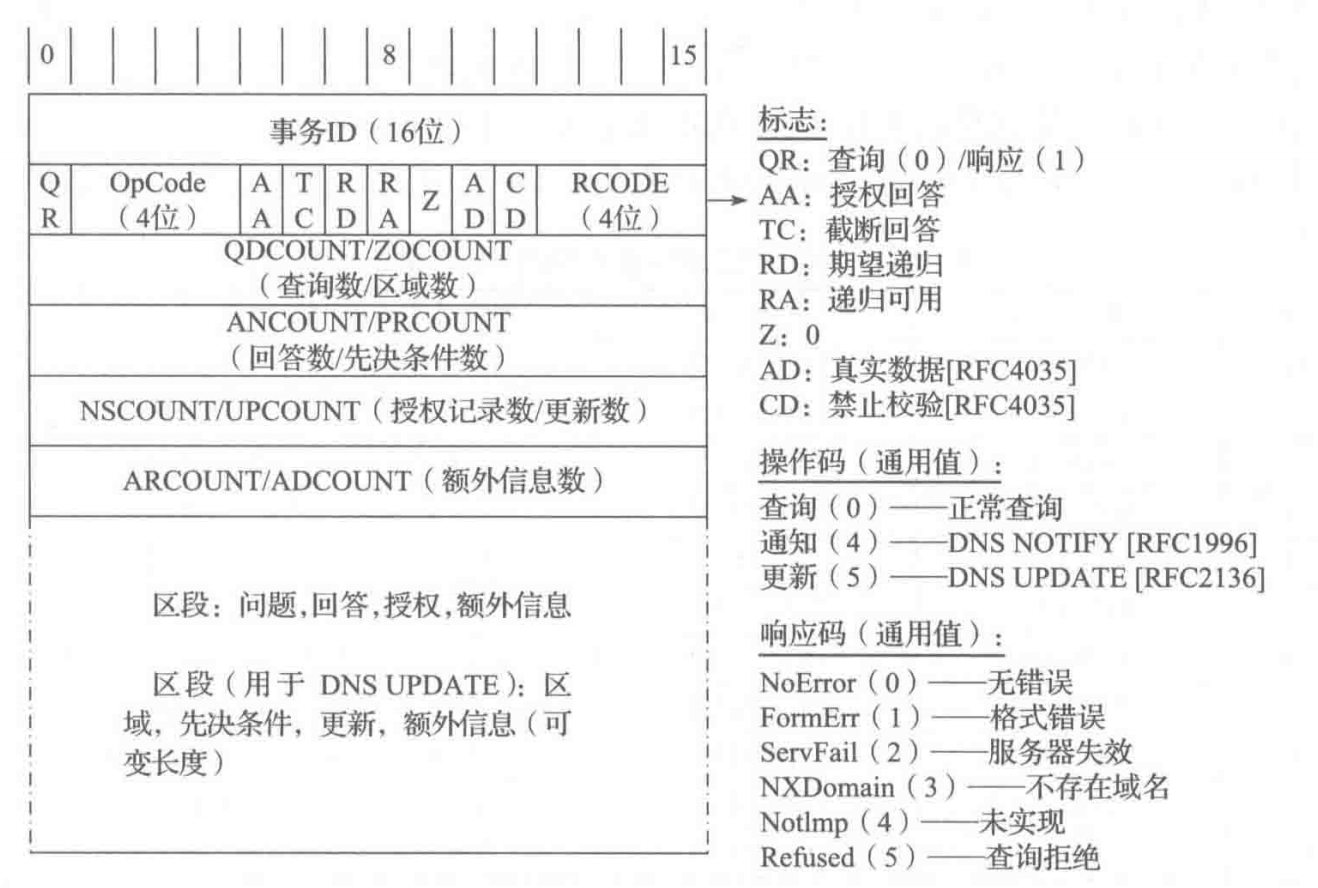 0 8 15
事务ID（16位）
QR OpCode（4位） AA TC RD RA Z AD CD RCODE（4位）
QDCOUNT/ZOCOUNT
（查询数/区域数）
ANCOUNT/PRCOUNT
（回答数/先决条件数）
NSCOUNT/UPCOUNT（授权记录数/更新数）
ARCOUNT/ADCOUNT（额外信息数）
区段：问题,回答,授权,额外信息
区段（用于 DNS UPDATE）：区
域，先决条件，更新，额外信息（可
变长度）
标志：
QR：查询（0）/响应（1）
AA：授权回答
TC：截断回答
RD：期望递归
RA：递归可用
Z：0
AD：真实数据[RFC4035]
CD：禁止校验[RFC4035]
操作码（通用值）：
查询（0）——正常查询
通知（4）——DNS NOTIFY [RFC1996]
更新（5）——DNS UPDATE [RFC2136]
响应码（通用值）：
NoError（0）——无错误
FormErr（1）——格式错误
ServFail（2）——服务器失效
NXDomain（3）——不存在域名
NotImp（4）——未实现
Refused（5）——查询拒绝